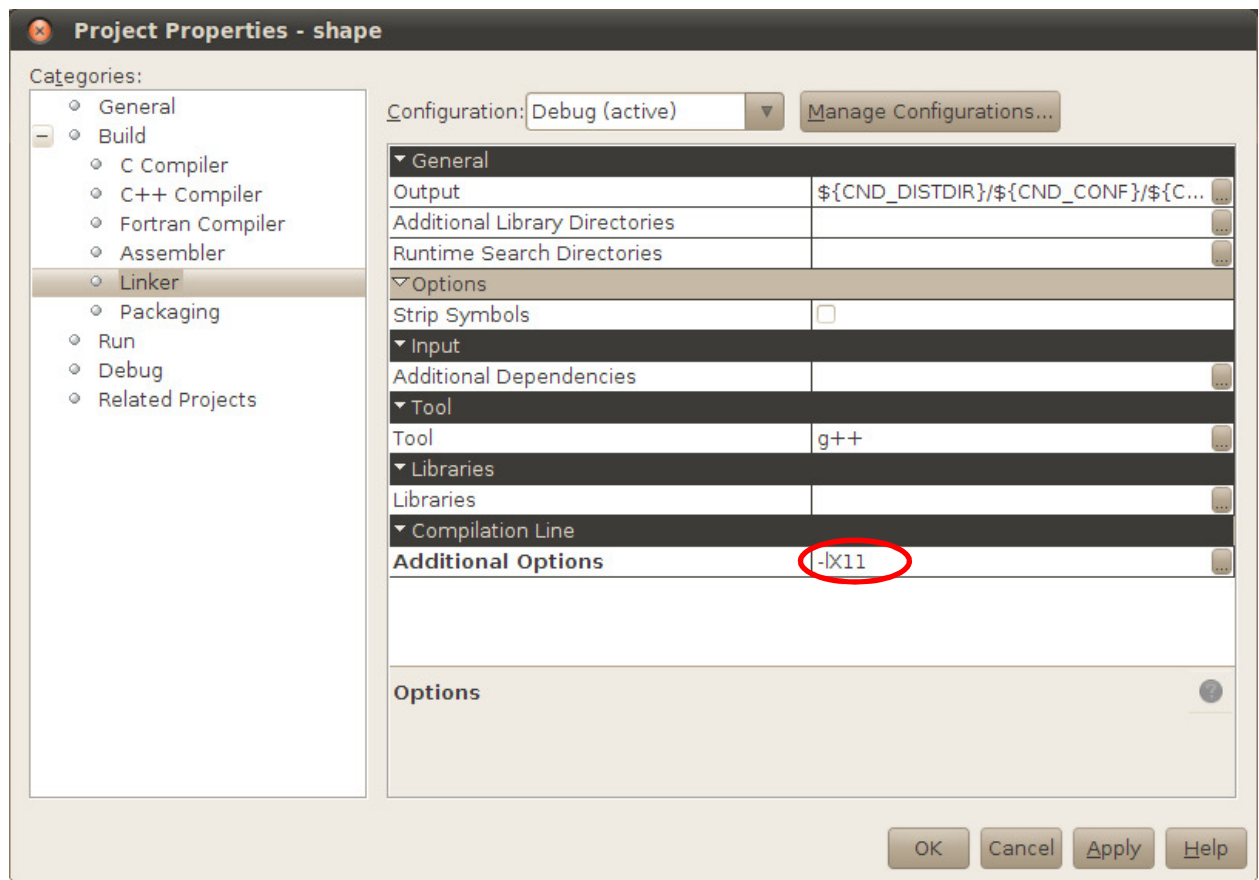 Project Properties - shape
Categories:
General
Build
C Compiler
C++ Compiler
Fortran Compiler
Assembler
Linker
Packaging
Run
Debug
Related Projects
Configuration: Debug (active) Manage Configurations...
General
Output ${CND_DISTDIR}/${CND_CONF}/${C... ...
Additional Library Directories ...
Runtime Search Directories ...
Options
Strip Symbols
Input
Additional Dependencies ...
Tool
Tool g++ ...
Libraries
Libraries ...
Compilation Line
Additional Options -lX11 ...
Options ?
OK Cancel Apply Help